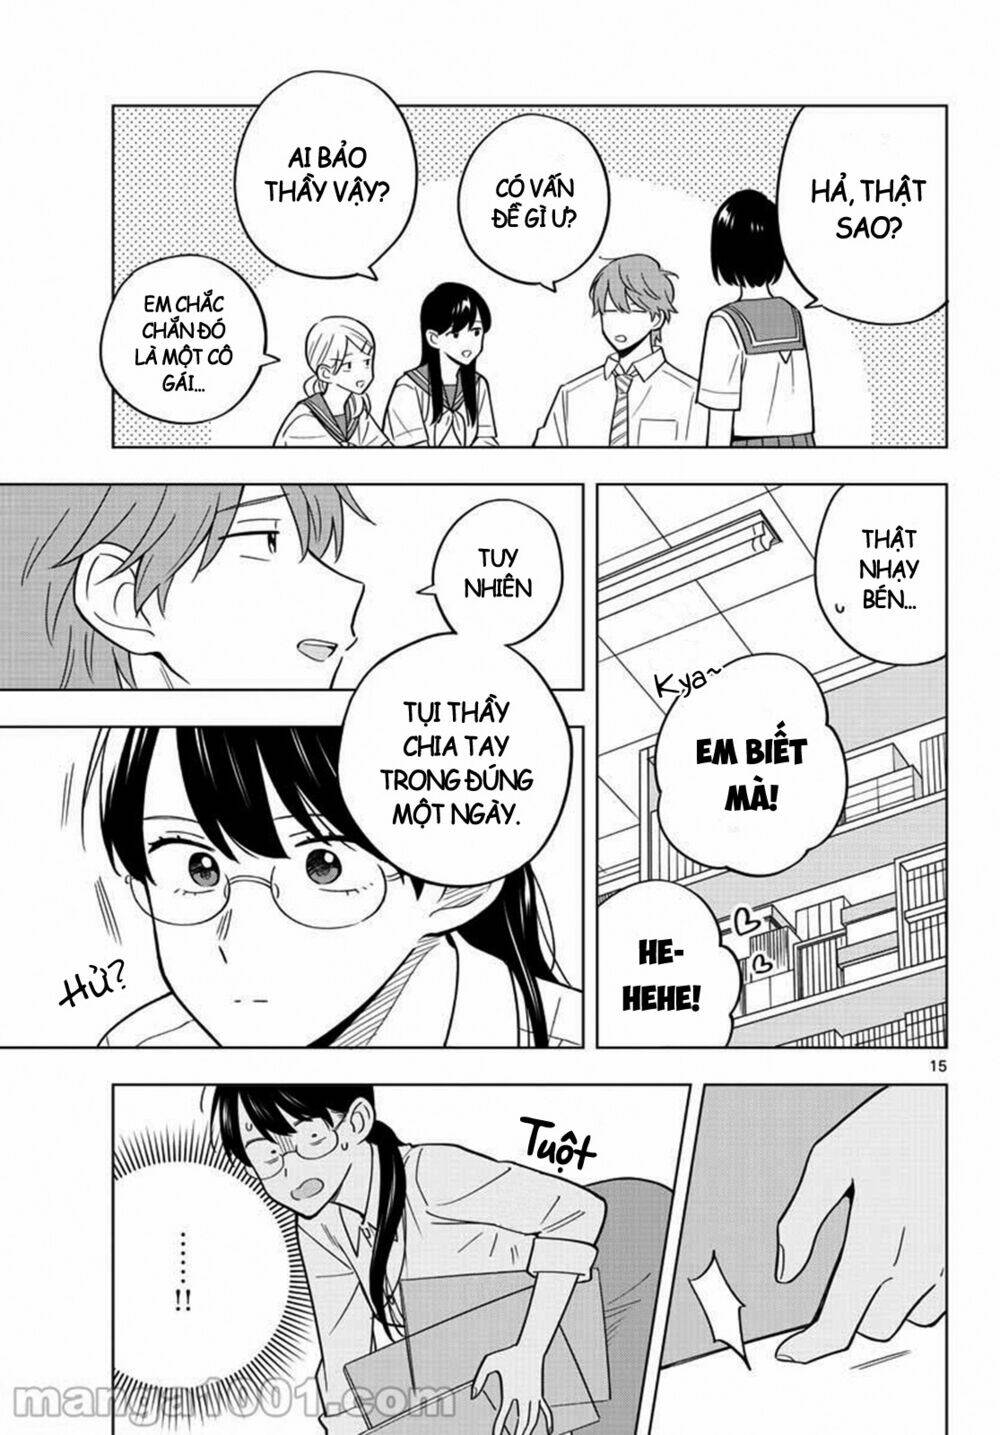 HẢ, THẬT
SAO?
CÓ VẤN
ĐỀ GÌ Ư?
AI BẢO
THẦY VẬY?
EM CHẮC
CHẮN ĐÓ
LÀ MỘT CÔ
GÁI...
THẬT
NHẠY
BÉN...
Kya~
EM BIẾT
MÀ!
HE-
HEHE!
TUY
NHIÊN
TỤI THẦY
CHIA TAY
TRONG ĐÚNG
MỘT NGÀY.
HỬ?
15
Tuột
......
!!
manga1001.com